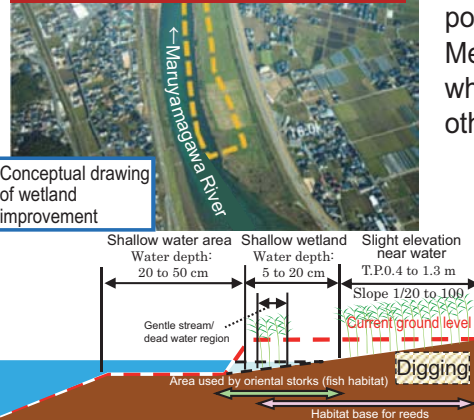 po
Me
wh
oth
←Maruyamagawa River
16.0k
Conceptual drawing
of wetland
improvement
Shallow water area
Water depth:
20 to 50 cm
Shallow wetland
Water depth:
5 to 20 cm
Slight elevation
near water
T.P.0.4 to 1.3 m
Slope 1/20 to 100
Gentle stream/
dead water region
Current ground level
Digging
Area used by oriental storks (fish habitat)
Habitat base for reeds